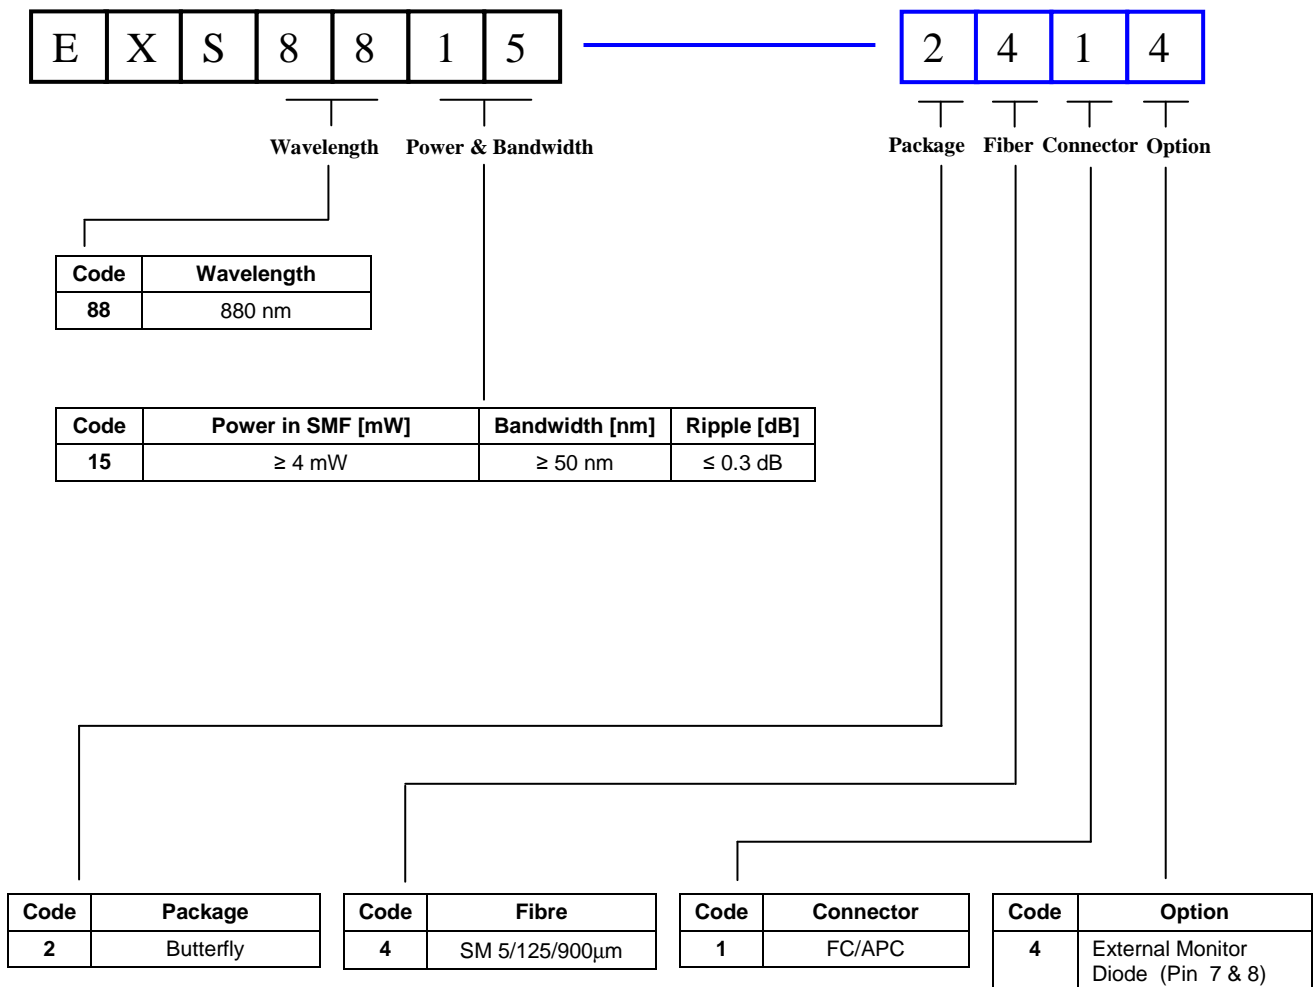 E X S 8 8 1 5 2 4 1 4
Wavelength Power & Bandwidth Package Fiber Connector Option
Code Wavelength
88 880 nm
Code Power in SMF [mW] Bandwidth [nm] Ripple [dB]
15 ≥ 4 mW ≥ 50 nm ≤ 0.3 dB
Code Package
2 Butterfly
Code Fibre
4 SM 5/125/900μm
Code Connector
1 FC/APC
Code Option
4 External Monitor
Diode (Pin 7 & 8)